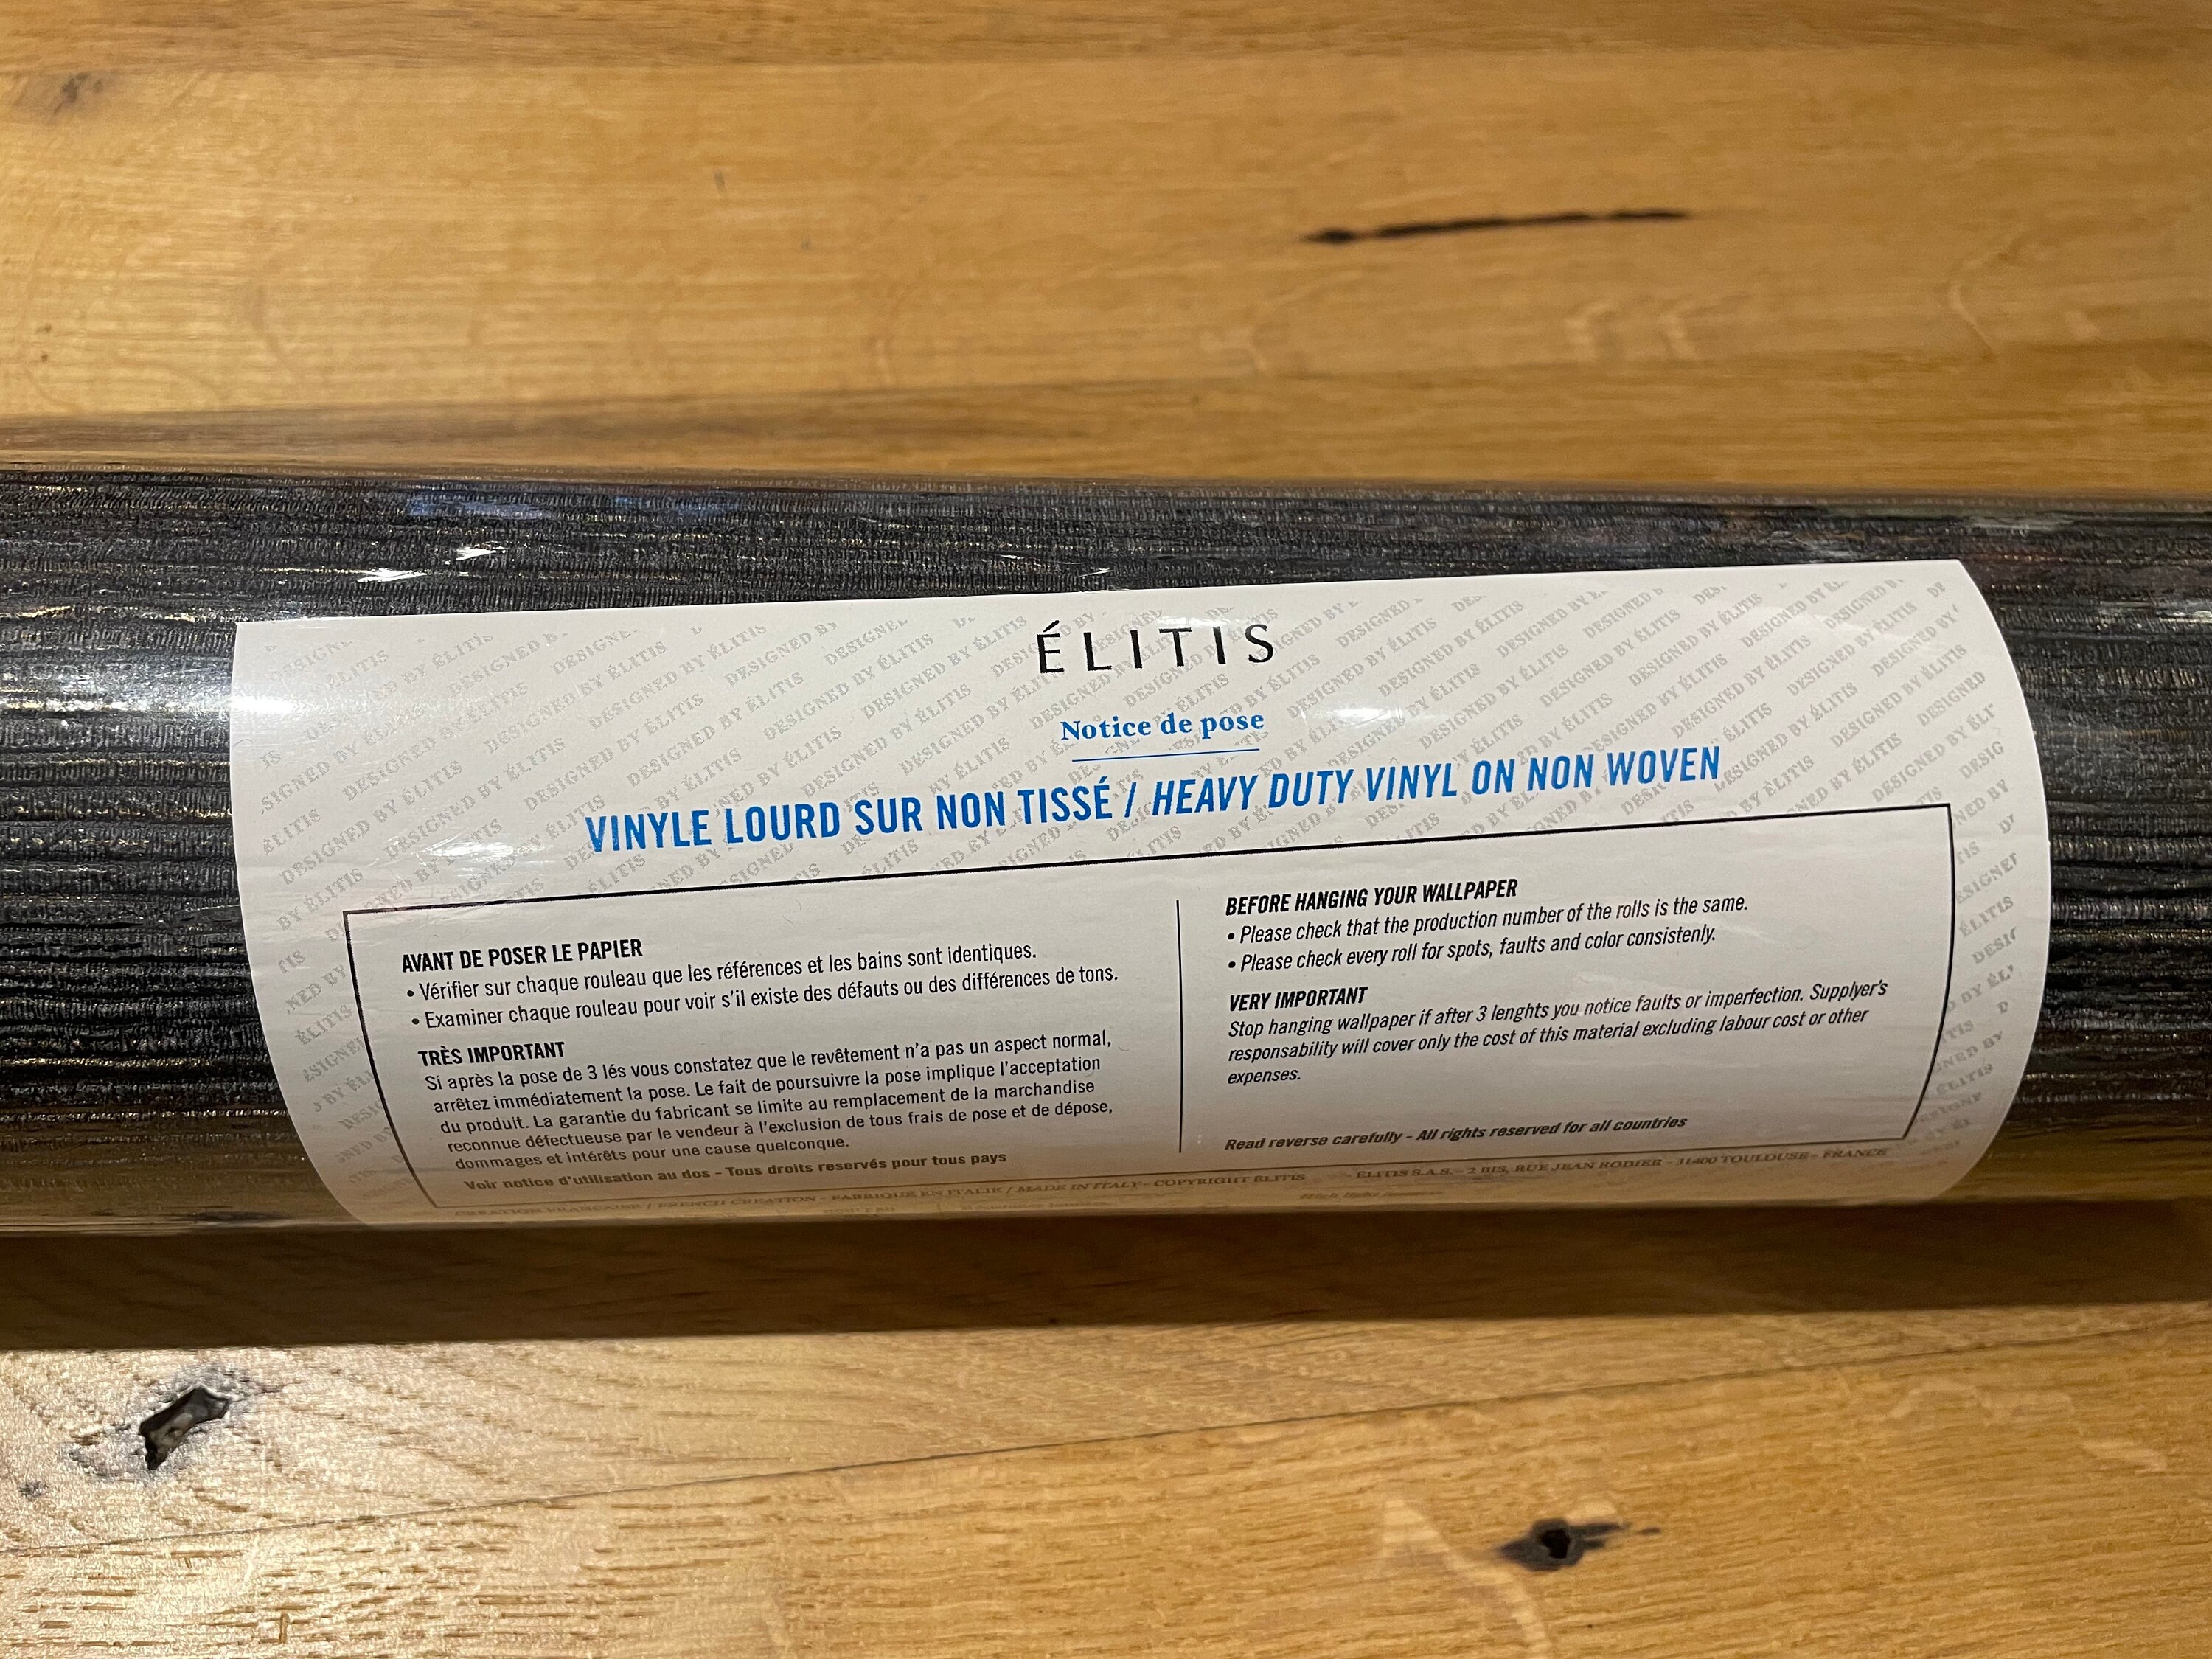 ÉLITIS
Notice de pose
VINYLE LOURD SUR NON TISSÉ / HEAVY DUTY VINYL ON NON WOVEN
AVANT DE POSER LE PAPIER
• Vérifier sur chaque rouleau que les références et les bains sont identiques.
• Examiner chaque rouleau pour voir s'il existe des défauts ou des différences de tons.
TRÈS IMPORTANT
Si après la pose de 3 lés vous constatez que le revêtement n'a pas un aspect normal,
arrêtez immédiatement la pose. Le fait de poursuivre la pose implique l'acceptation
du produit. La garantie du fabricant se limite au remplacement de la marchandise
reconnue défectueuse par le vendeur à l'exclusion de tous frais de pose et de dépose,
dommages et intérêts pour une cause quelconque.
Voir notice d'utilisation au dos - Tous droits reservés pour tous pays
BEFORE HANGING YOUR WALLPAPER
• Please check that the production number of the rolls is the same.
• Please check every roll for spots, faults and color consistenly.
VERY IMPORTANT
Stop hanging wallpaper if after 3 lenghts you notice faults or imperfection. Supplyer's
responsability will cover only the cost of this material excluding labour cost or other
expenses.
Read reverse carefully - All rights reserved for all countries
CREATION FRANCAISE / FRENCH CREATION - FABRIQUE EN ITALIE / MADE IN ITALY - COPYRIGHT ÉLITIS ÉLITIS S.A.S. - 2 BIS, RUE JEAN RODIER - 31400 TOULOUSE - FRANCE